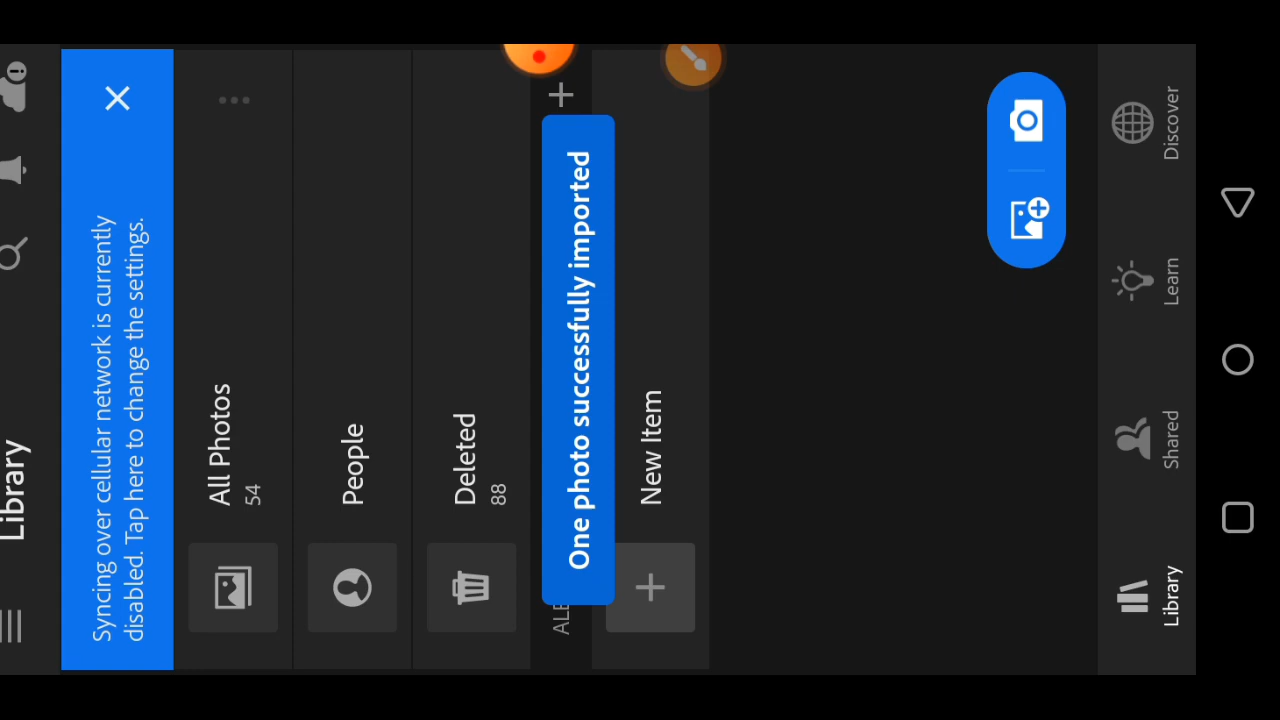 Library
Syncing over cellular network is currently
disabled. Tap here to change the settings.
All Photos
54
People
Deleted
88
One photo successfully imported
New Item
Library
Shared
Learn
Discover